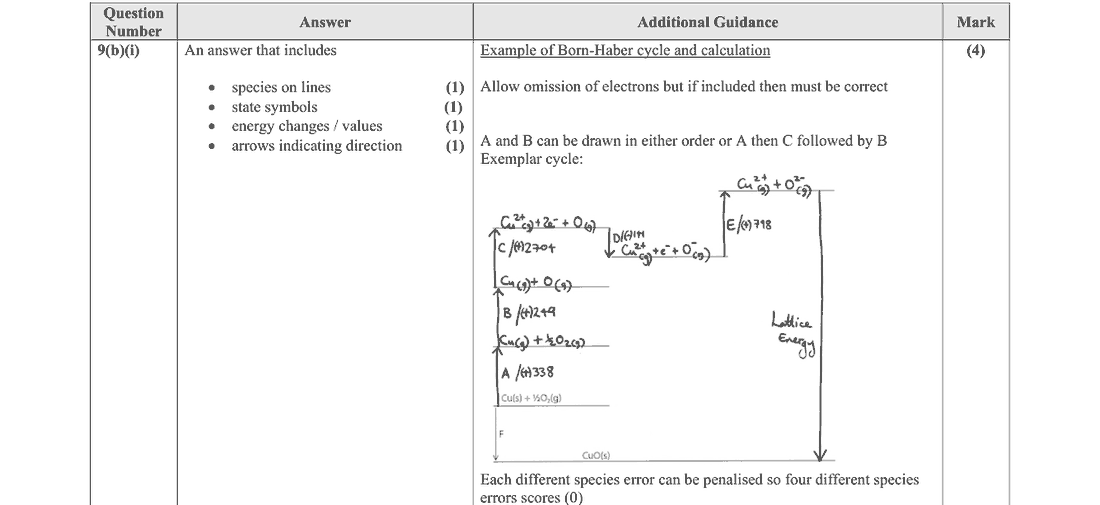 Question Number
Answer
Additional Guidance
Mark
9(b)(i)
An answer that includes
Example of Born-Haber cycle and calculation
(4)
• species on lines (1)
Allow omission of electrons but if included then must be correct
• state symbols (1)
• energy changes / values (1)
• arrows indicating direction (1)
A and B can be drawn in either order or A then C followed by B
Exemplar cycle:
Cu²⁺(g) + O²⁻(g)
Cu²⁺(g) + 2e⁻ + O(g)
D/(-)141
E/(+)798
C /(+)2704
Cu²⁺(g) + e⁻ + O⁻(g)
Cu(g) + O(g)
B /(+)249
Lattice
Energy
Cu(g) + ½O₂(g)
A /(+)338
Cu(s) + ½O₂(g)
F
CuO(s)
Each different species error can be penalised so four different species
errors scores (0)